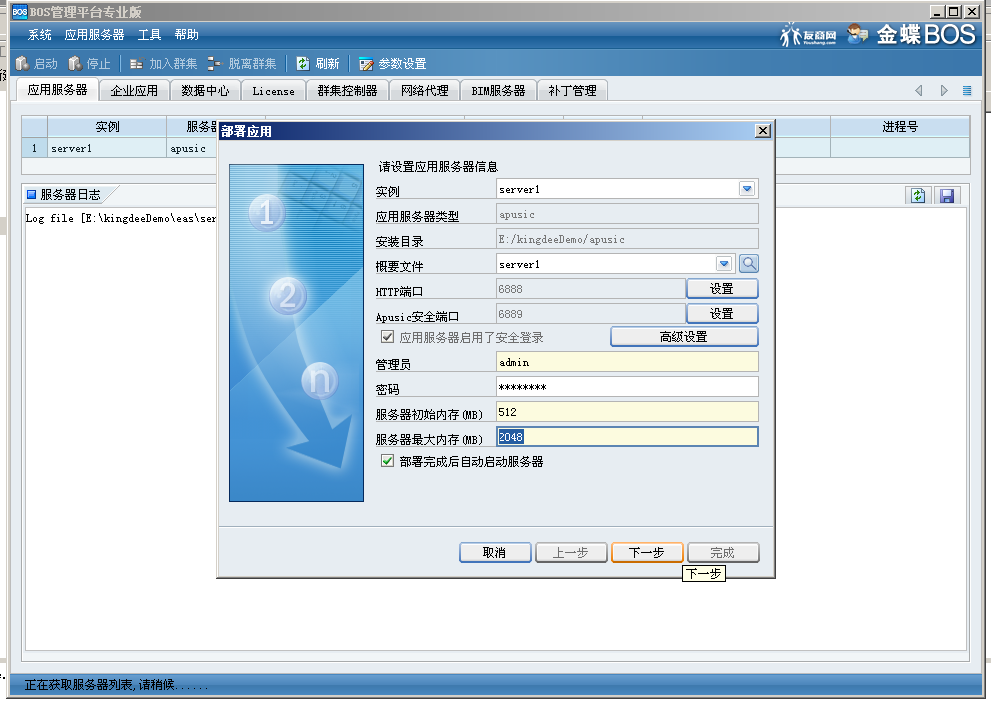 BOS BOS管理平台专业版
系统 应用服务器 工具 帮助
友商网 Youshang.com 金蝶BOS
启动 停止 加入群集 脱离群集 刷新 参数设置
应用服务器 企业应用 数据中心 License 群集控制器 网络代理 BIM服务器 补丁管理
实例 服务器 进程号
1 server1 apusic
服务器日志
Log file [E:\kingdeeDemo\eas\ser
部署应用
1
2
n
请设置应用服务器信息
实例 server1
应用服务器类型 apusic
安装目录 E:/kingdeeDemo/apusic
概要文件 server1
HTTP端口 6888 设置
Apusic安全端口 6889 设置
应用服务器启用了安全登录 高级设置
管理员 admin
密码 ********
服务器初始内存(MB) 512
服务器最大内存(MB) 2048
部署完成后自动启动服务器
取消 上一步 下一步 完成
下一步
正在获取服务器列表,请稍候......